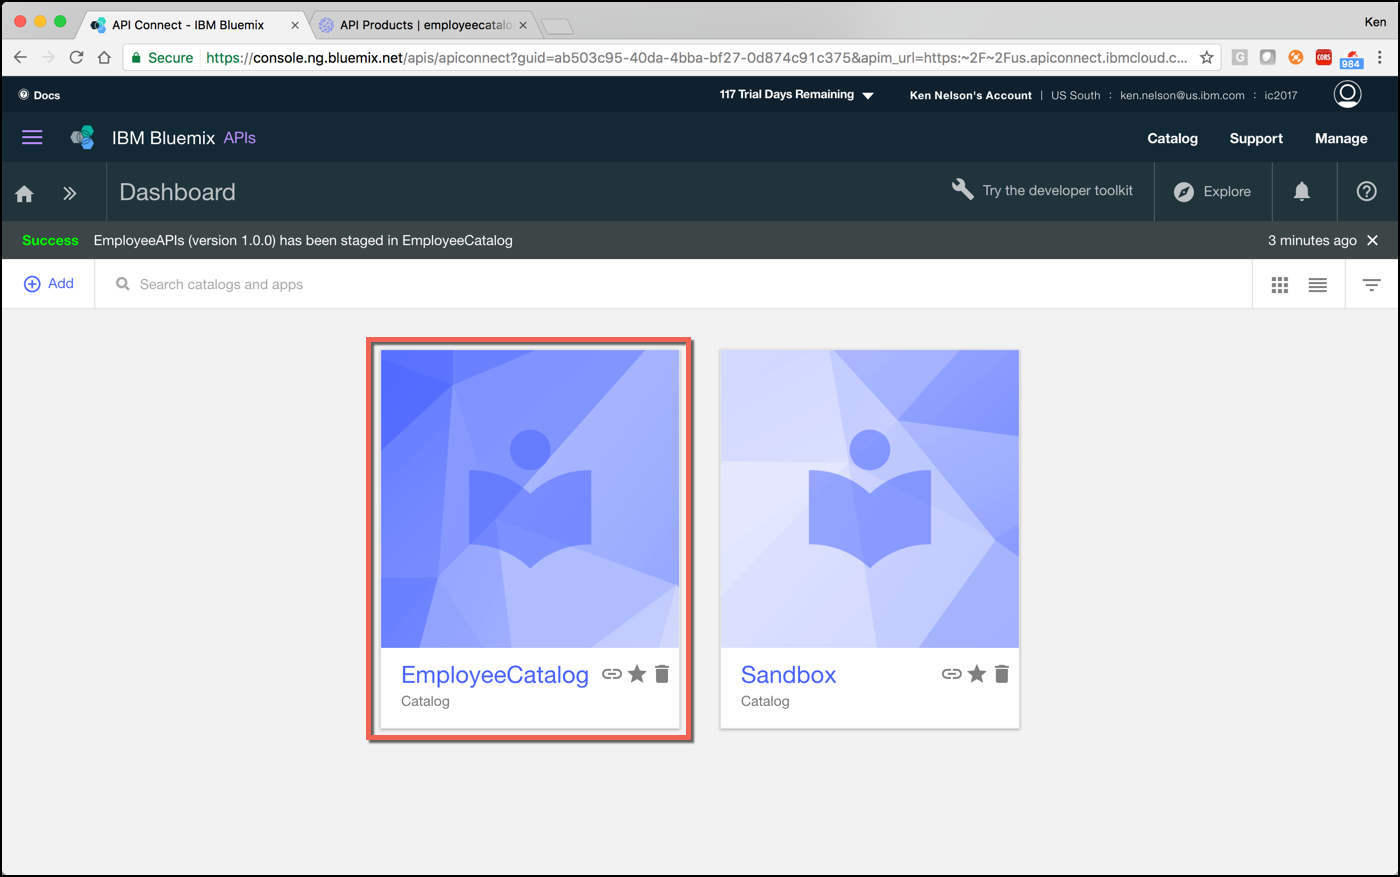 API Connect - IBM Bluemix
API Products | employeecatalo
Ken
Secure https://console.ng.bluemix.net/apis/apiconnect?guid=ab503c95-40da-4bba-bf27-0d874c91c375&apim_url=https:~2F~2Fus.apiconnect.ibmcloud.c...
G
CORS
984
Docs
117 Trial Days Remaining
Ken Nelson's Account | US South : ken.nelson@us.ibm.com : ic2017
IBM Bluemix APIs
Catalog Support Manage
Dashboard
Try the developer toolkit
Explore
Success EmployeeAPIs (version 1.0.0) has been staged in EmployeeCatalog
3 minutes ago
Add
Search catalogs and apps
EmployeeCatalog
Catalog
Sandbox
Catalog